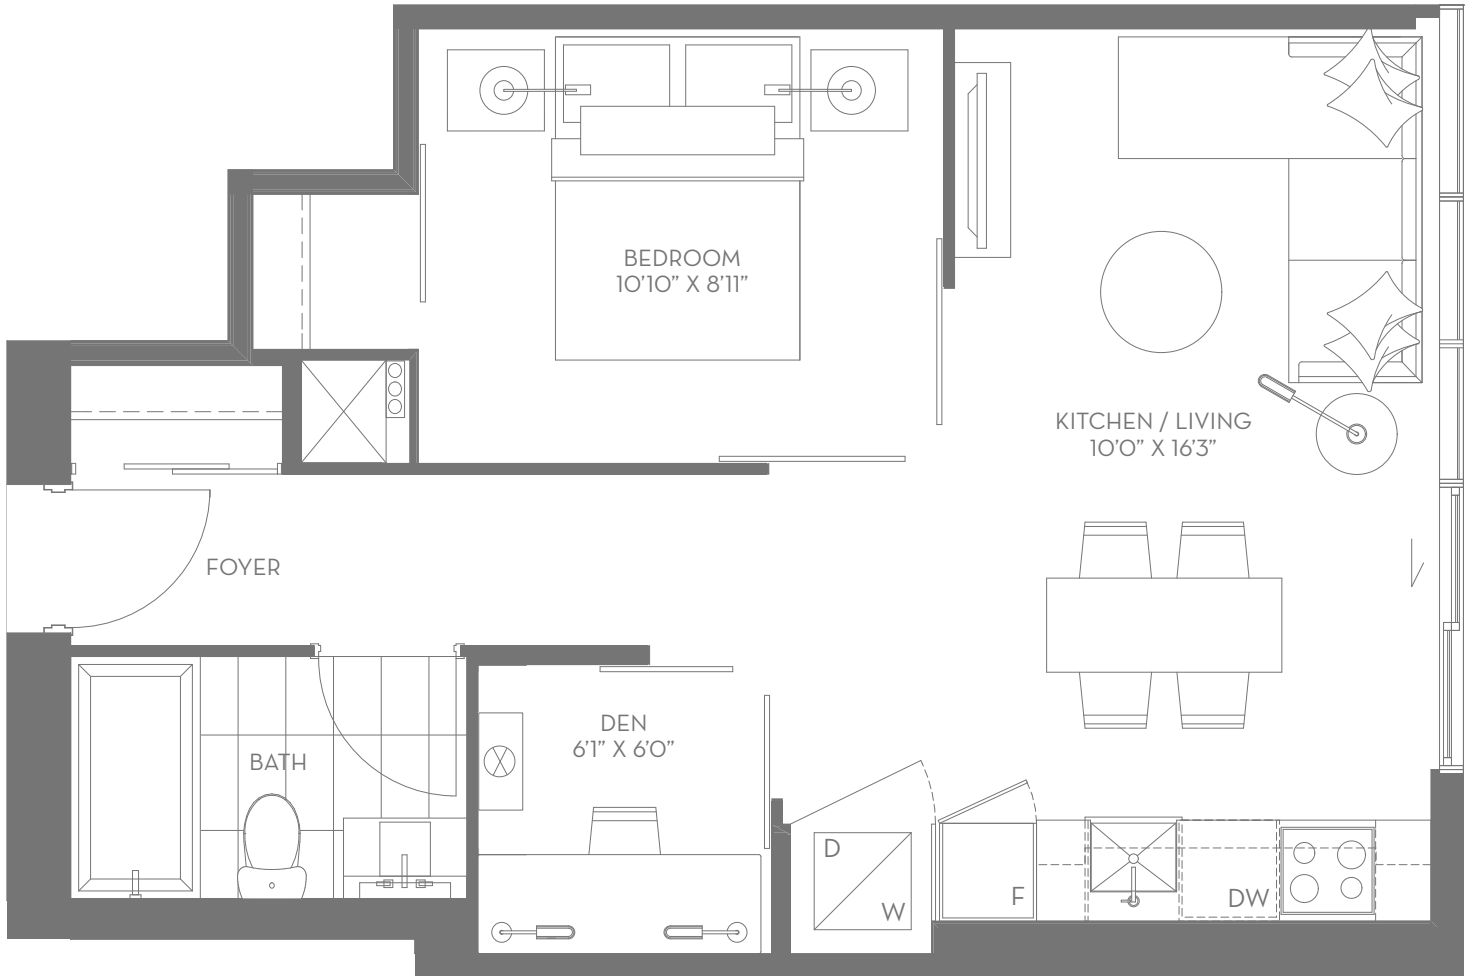 BEDROOM
10'10” X 8'11”
KITCHEN / LIVING
10'0” X 16'3”
FOYER
DEN
6'1” X 6'0”
BATH
D
W
F
DW